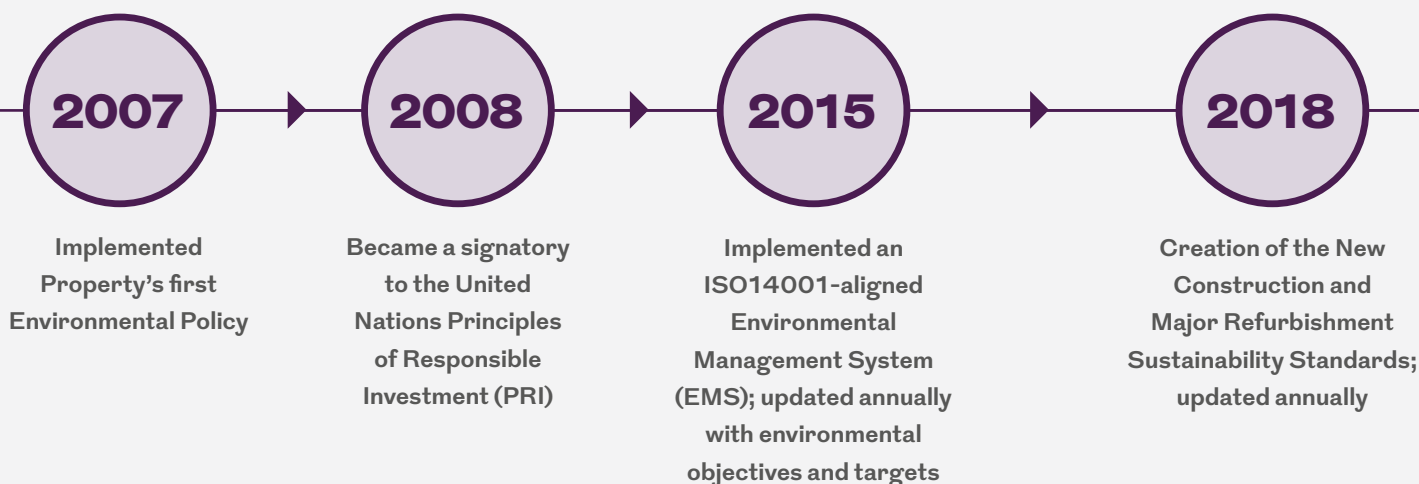 2007
Implemented
Property's first
Environmental Policy
2008
Became a signatory
to the United
Nations Principles
of Responsible
Investment (PRI)
2015
Implemented an
ISO14001-aligned
Environmental
Management System
(EMS); updated annually
with environmental
objectives and targets
2018
Creation of the New
Construction and
Major Refurbishment
Sustainability Standards;
updated annually